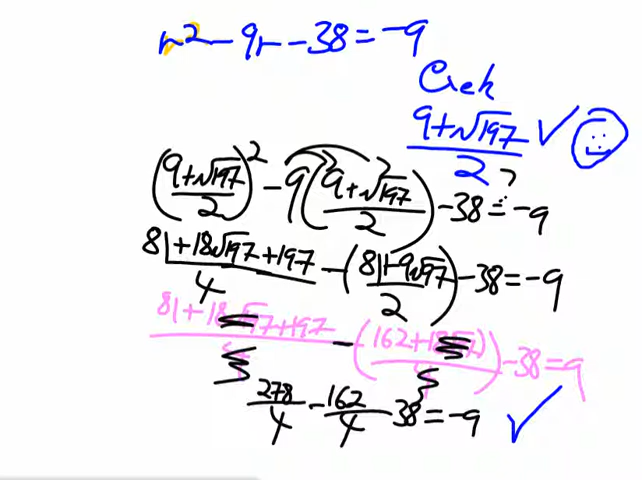 r² - 9r - 38 = -9
Check
(9+√197)/2 ✓
((9+√197)/2)² - 9((9+√197)/2) - 38 ≟ -9
(81+18√197+197)/4 - ((81+9√197)/2) - 38 = -9
(81+18√197+197)/4 - ((162+18√197)/4) - 38 = 9
278/4 - 162/4 - 38 = -9 ✓